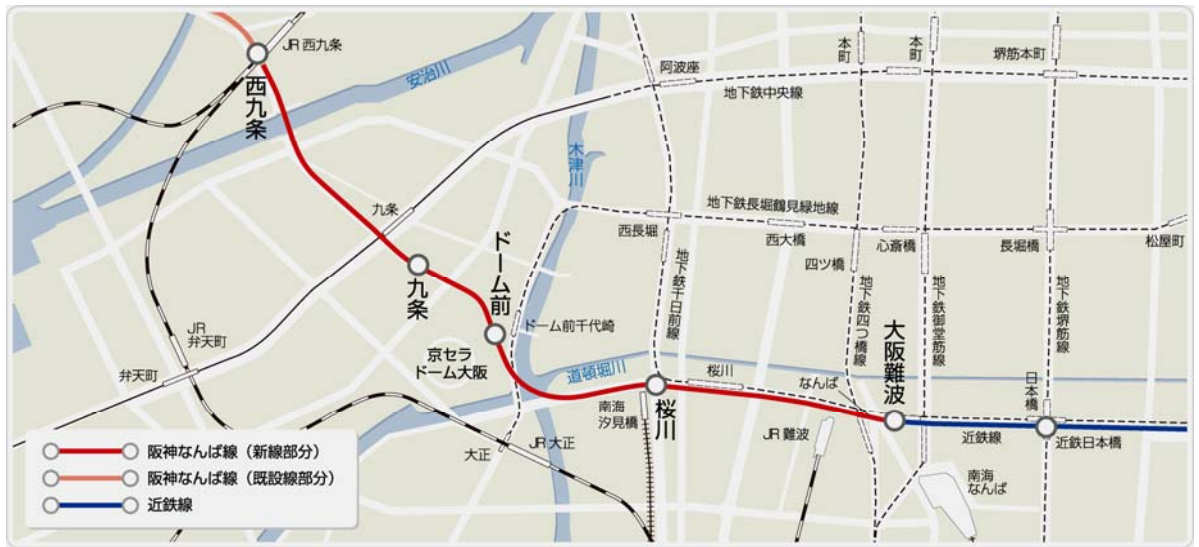 JR 西九条
西九条
安治川
本町
本町
堺筋本町
阿波座
地下鉄中央線
木津川
九条
九条
ドーム前
地下鉄長堀鶴見緑地線
西長堀
西大橋
四ツ橋
心斎橋
長堀橋
松屋町
地下鉄千日前線
地下鉄四つ橋線
地下鉄御堂筋線
地下鉄堺筋線
ドーム前千代崎
京セラ
ドーム大阪
JR
弁天町
弁天町
道頓堀川
桜川
桜川
なんば
大阪難波
日本橋
南海
汐見橋
JR 難波
近鉄線
近鉄日本橋
大正
JR 大正
南海
なんば
阪神なんば線（新線部分）
阪神なんば線（既設線部分）
近鉄線